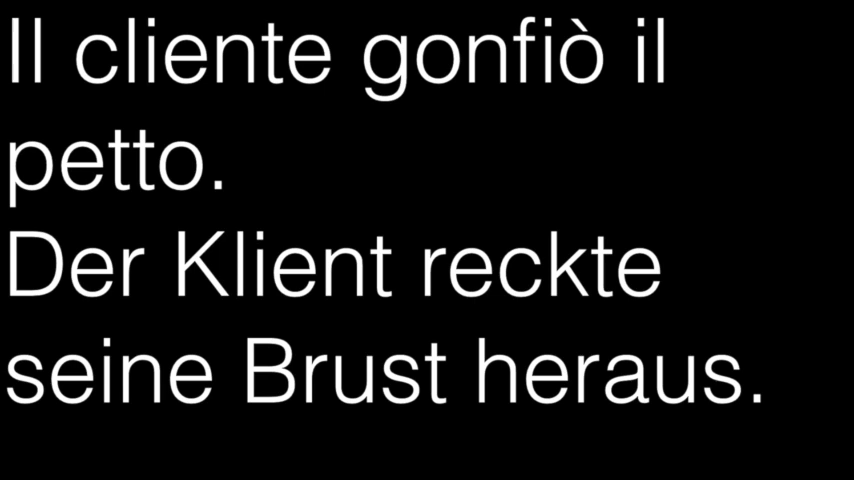 Il cliente gonfiò il
petto.
Der Klient reckte
seine Brust heraus.